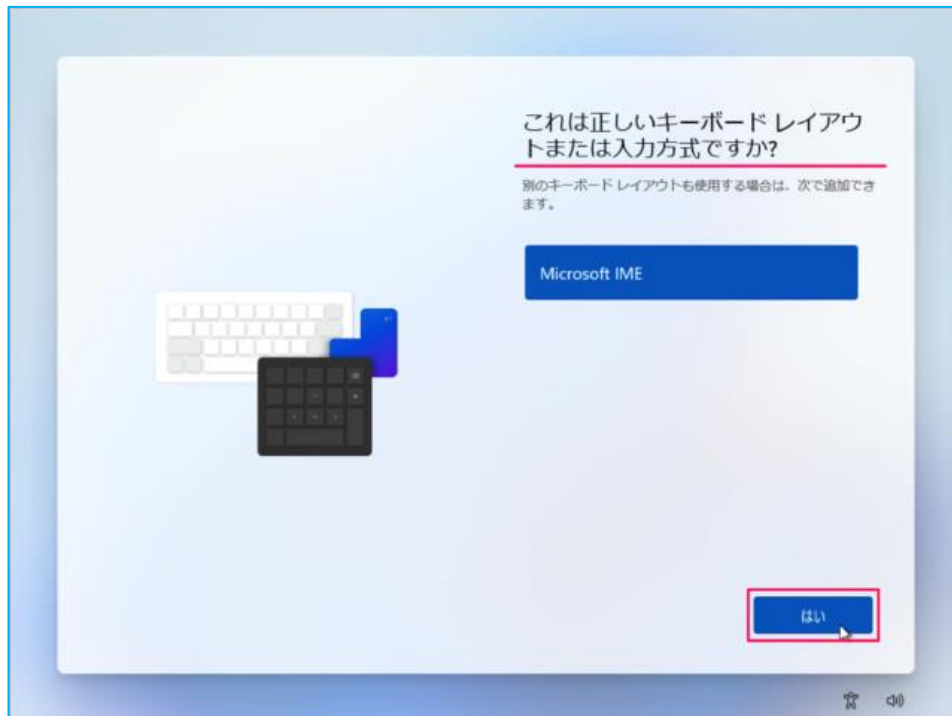 これは正しいキーボード レイアウ
トまたは入力方式ですか?
別のキーボード レイアウトも使用する場合は、次で追加でき
ます。
Microsoft IME
はい